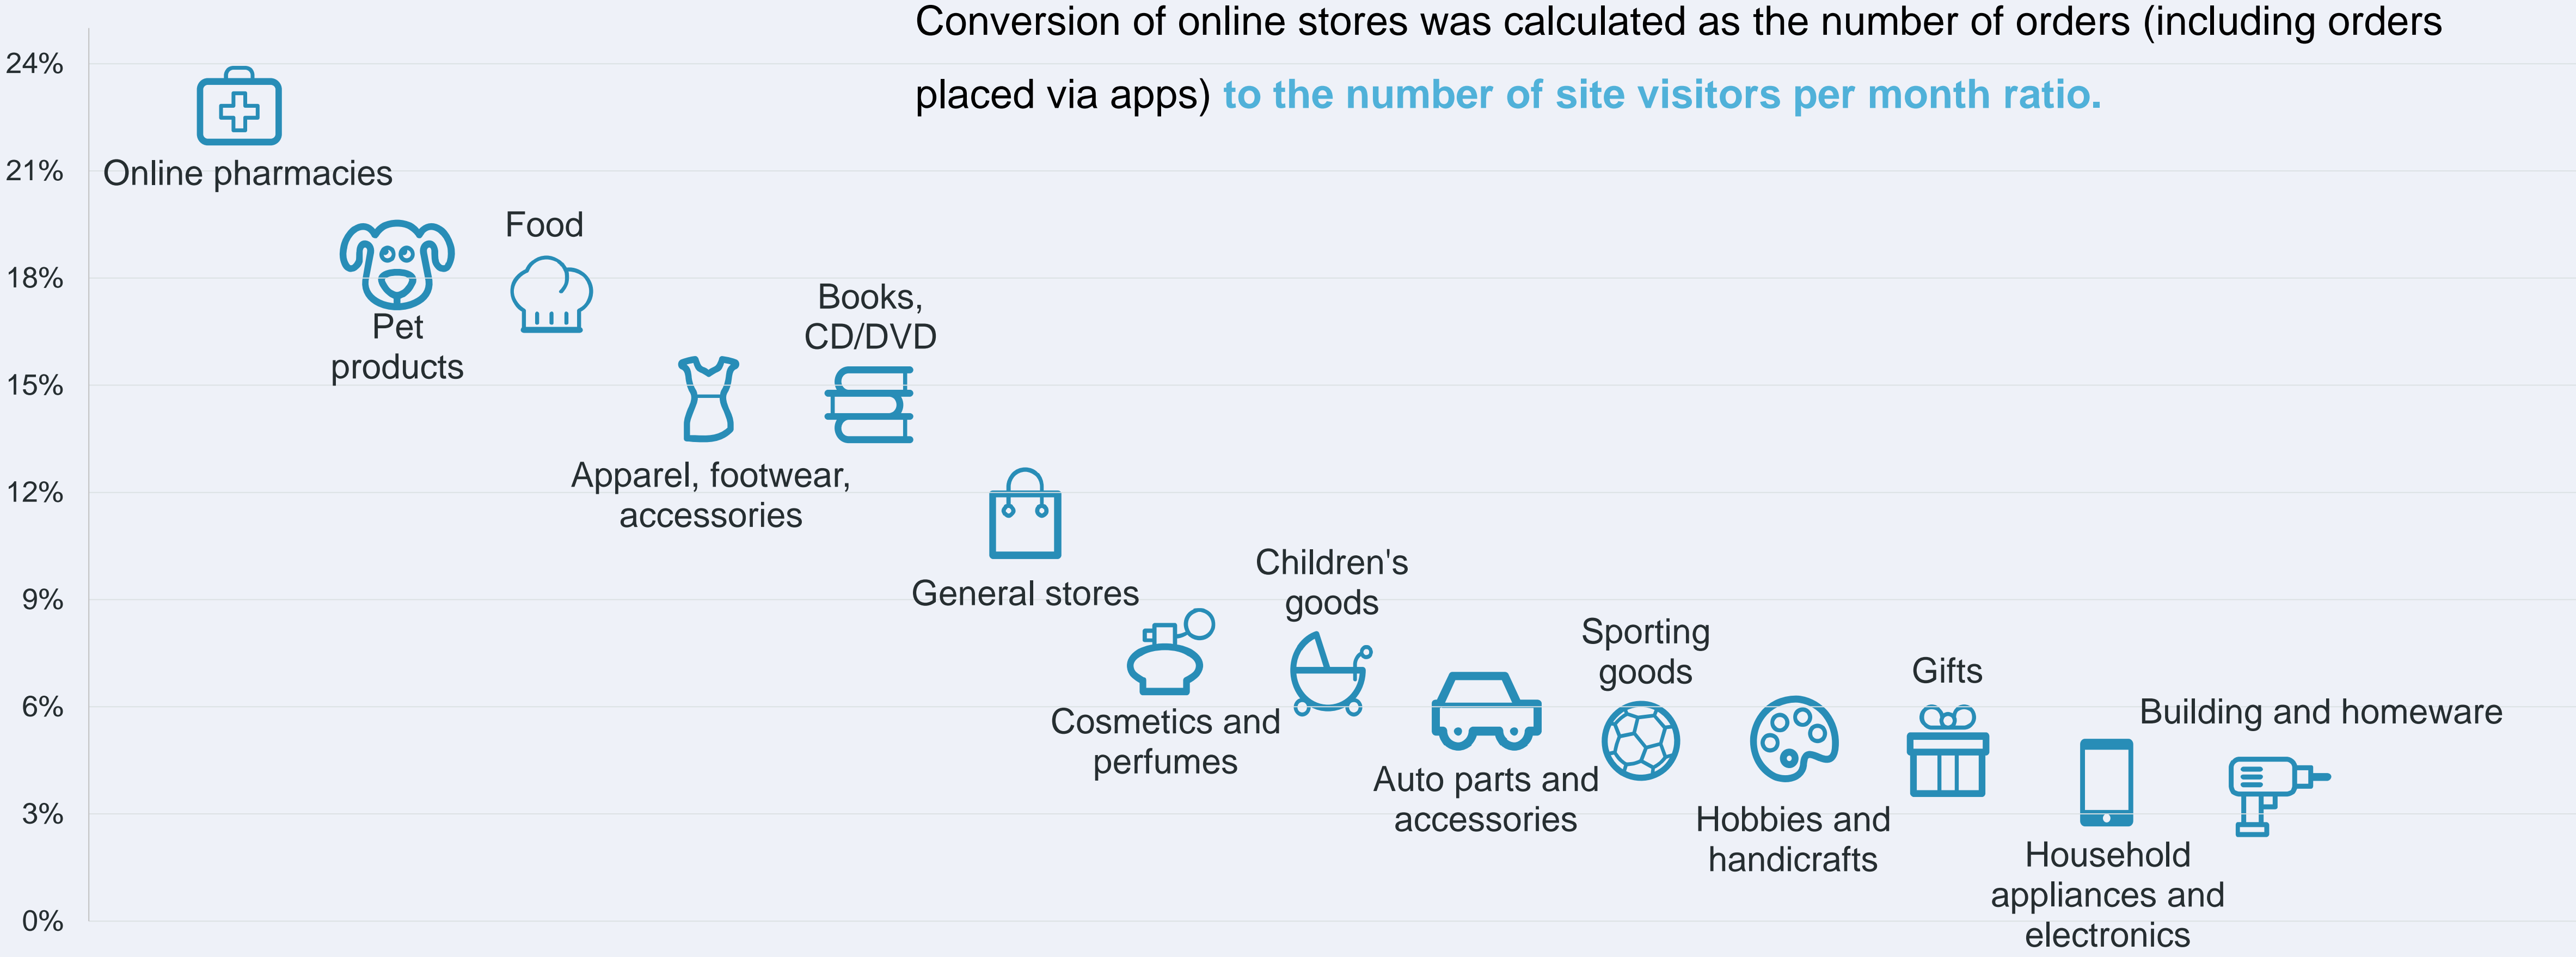 Conversion of online stores was calculated as the number of orders (including orders
placed via apps) to the number of site visitors per month ratio.
24%
21%
18%
15%
12%
9%
6%
3%
0%
Online pharmacies
Pet
products
Food
Apparel, footwear,
accessories
Books,
CD/DVD
General stores
Cosmetics and
perfumes
Children's
goods
Auto parts and
accessories
Sporting
goods
Hobbies and
handicrafts
Gifts
Household
appliances and
electronics
Building and homeware